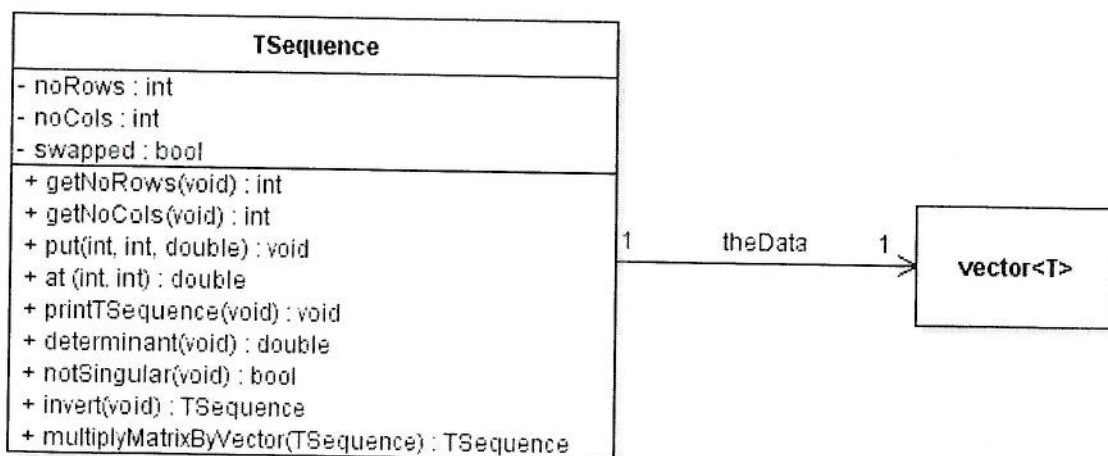 TSequence
- noRows : int
- noCols : int
- swapped : bool
+ getNoRows(void) : int
+ getNoCols(void) : int
+ put(int, int, double) : void
+ at (int, int) : double
+ printTSequence(void) : void
+ determinant(void) : double
+ notSingular(void) : bool
+ invert(void) : TSequence
+ multiplyMatrixByVector(TSequence) : TSequence
1 theData 1
vector<T>